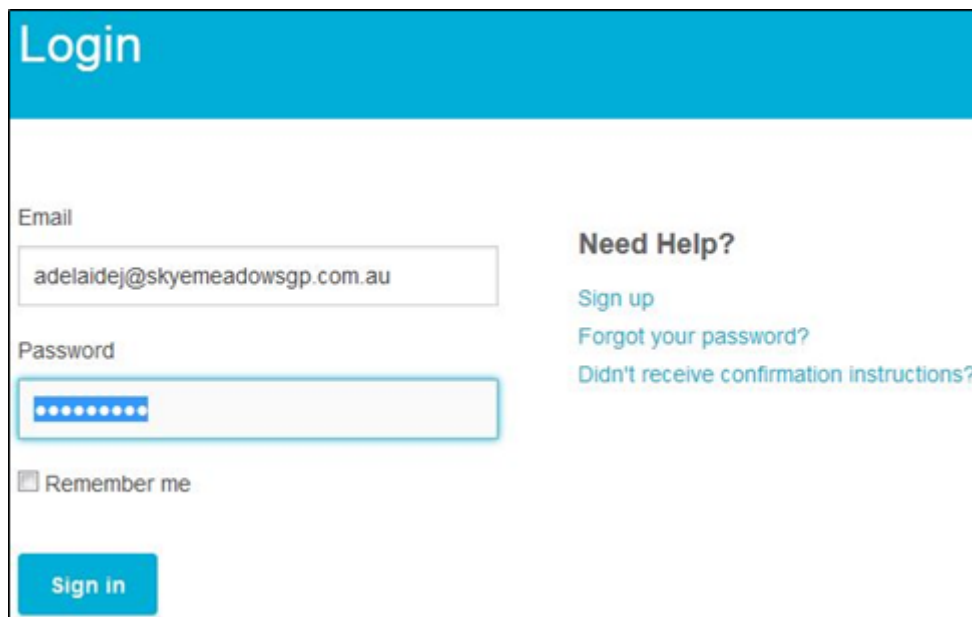 Login
Email
adelaidej@skyemeadowsgp.com.au
Password
•••••••••
Remember me
Sign in
Need Help?
Sign up
Forgot your password?
Didn't receive confirmation instructions?